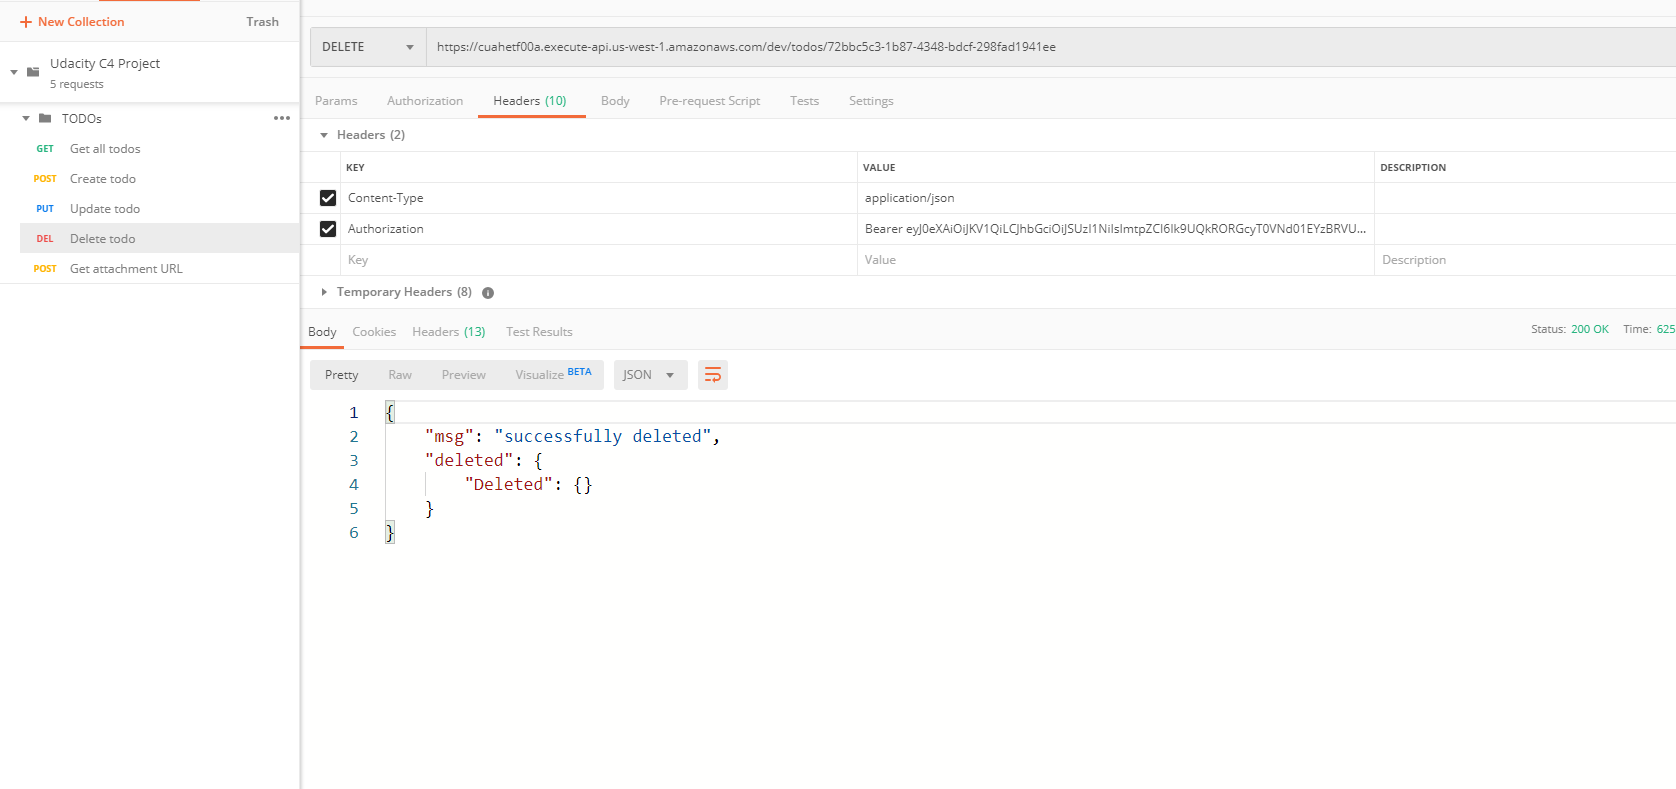 + New Collection Trash
Udacity C4 Project
5 requests
TODOs
GET Get all todos
POST Create todo
PUT Update todo
DEL Delete todo
POST Get attachment URL
DELETE https://cuahetf00a.execute-api.us-west-1.amazonaws.com/dev/todos/72bbc5c3-1b87-4348-bdcf-298fad1941ee
Params Authorization Headers (10) Body Pre-request Script Tests Settings
Headers (2)
KEY VALUE DESCRIPTION
Content-Type application/json
Authorization Bearer eyJ0eXAiOiJKV1QiLCJhbGciOiJSUzI1NiIsImtpZCI6Ik9UQkRORGcyT0VNd01EYzBRVU...
Key Value Description
Temporary Headers (8)
Body Cookies Headers (13) Test Results Status: 200 OK Time: 625
Pretty Raw Preview Visualize BETA JSON
1 {
2 "msg": "successfully deleted",
3 "deleted": {
4 "Deleted": {}
5 }
6 }